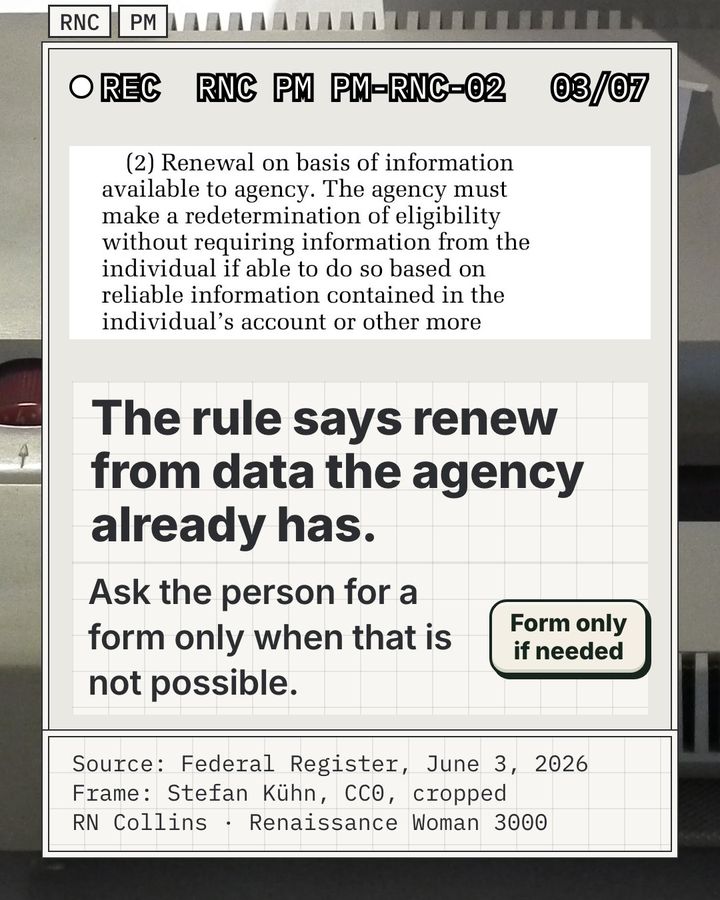 RNC PM
REC RNC PM PM-RNC-02 03/07
(2) Renewal on basis of information
available to agency. The agency must
make a redetermination of eligibility
without requiring information from the
individual if able to do so based on
reliable information contained in the
individual’s account or other more
The rule says renew
from data the agency
already has.
Ask the person for a
form only when that is
not possible.
Form only
if needed
Source: Federal Register, June 3, 2026
Frame: Stefan Kühn, CC0, cropped
RN Collins · Renaissance Woman 3000